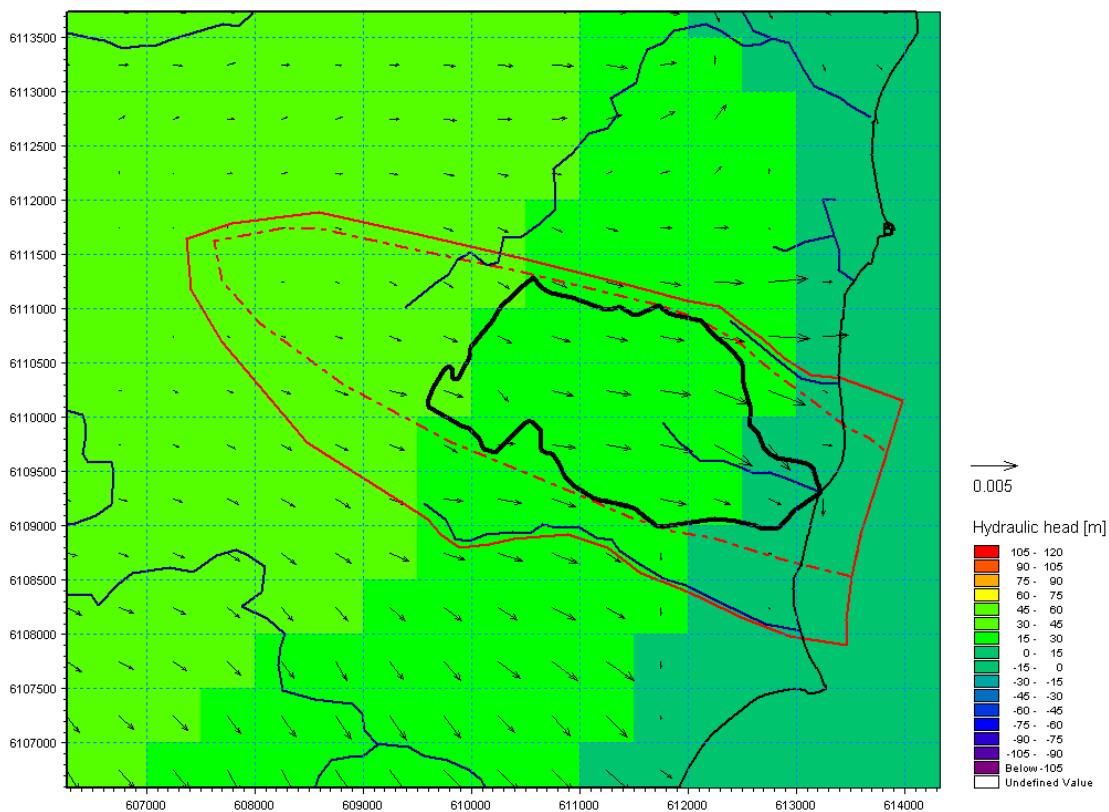 6113500
6113000
6112500
6112000
6111500
6111000
6110500
6110000
6109500
6109000
6108500
6108000
6107500
6107000
607000 608000 609000 610000 611000 612000 613000 614000
0.005
Hydraulic head [m]
105 - 120
90 - 105
75 - 90
60 - 75
45 - 60
30 - 45
15 - 30
0 - 15
-15 - 0
-30 - -15
-45 - -30
-60 - -45
-75 - -60
-90 - -75
-105 - -90
Below -105
Undefined Value